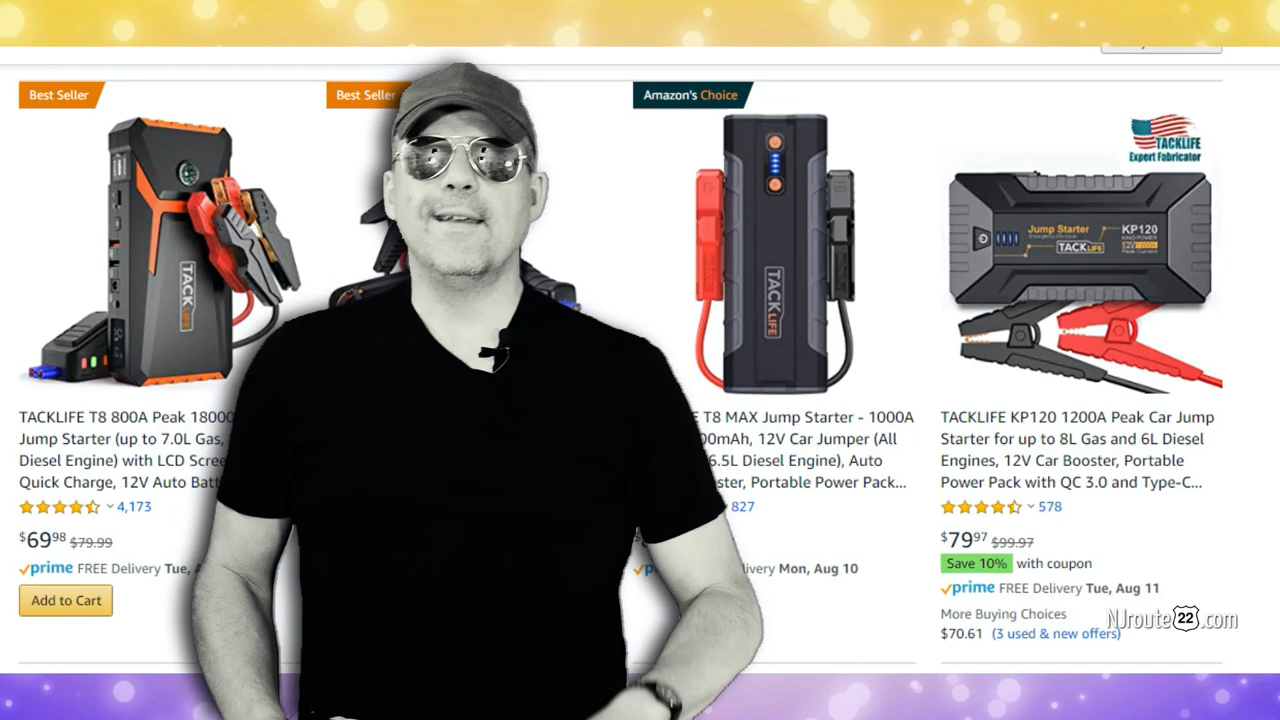 Best Seller
Best Seller
Amazon's Choice
TACKLIFE
Expert Fabricator
TACKLIFE
TACKLIFE
Jump Starter
KP120
TACKLIFE
TACKLIFE T8 800A Peak 18000
Jump Starter (up to 7.0L Gas,
Diesel Engine) with LCD Scree
Quick Charge, 12V Auto Batt
4,173
$69.98 $79.99
prime FREE Delivery Tue, A
Add to Cart
E T8 MAX Jump Starter - 1000A
00mAh, 12V Car Jumper (All
6.5L Diesel Engine), Auto
ster, Portable Power Pack...
827
livery Mon, Aug 10
TACKLIFE KP120 1200A Peak Car Jump
Starter for up to 8L Gas and 6L Diesel
Engines, 12V Car Booster, Portable
Power Pack with QC 3.0 and Type-C...
578
$79.97 $99.97
Save 10% with coupon
prime FREE Delivery Tue, Aug 11
More Buying Choices
$70.61 (3 used & new offers)
NJroute22.com